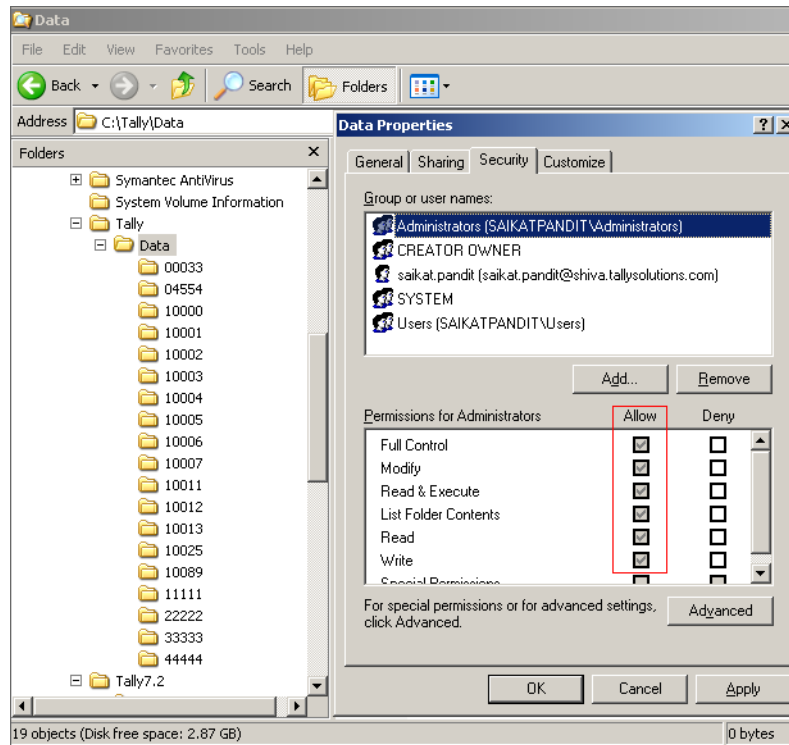 Data
File Edit View Favorites Tools Help
Back Search Folders
Address C:\Tally\Data
Folders
Symantec AntiVirus
System Volume Information
Tally
Data
00033
04554
10000
10001
10002
10003
10004
10005
10006
10007
10011
10012
10013
10025
10089
11111
22222
33333
44444
Tally7.2
Data Properties
General Sharing Security Customize
Group or user names:
Administrators (SAIKATPANDIT\Administrators)
CREATOR OWNER
saikat.pandit (saikat.pandit@shiva.tallysolutions.com)
SYSTEM
Users (SAIKATPANDIT\Users)
Add... Remove
Permissions for Administrators Allow Deny
Full Control
Modify
Read & Execute
List Folder Contents
Read
Write
Special Permissions
For special permissions or for advanced settings,
click Advanced.
Advanced
OK Cancel Apply
19 objects (Disk free space: 2.87 GB) 0 bytes